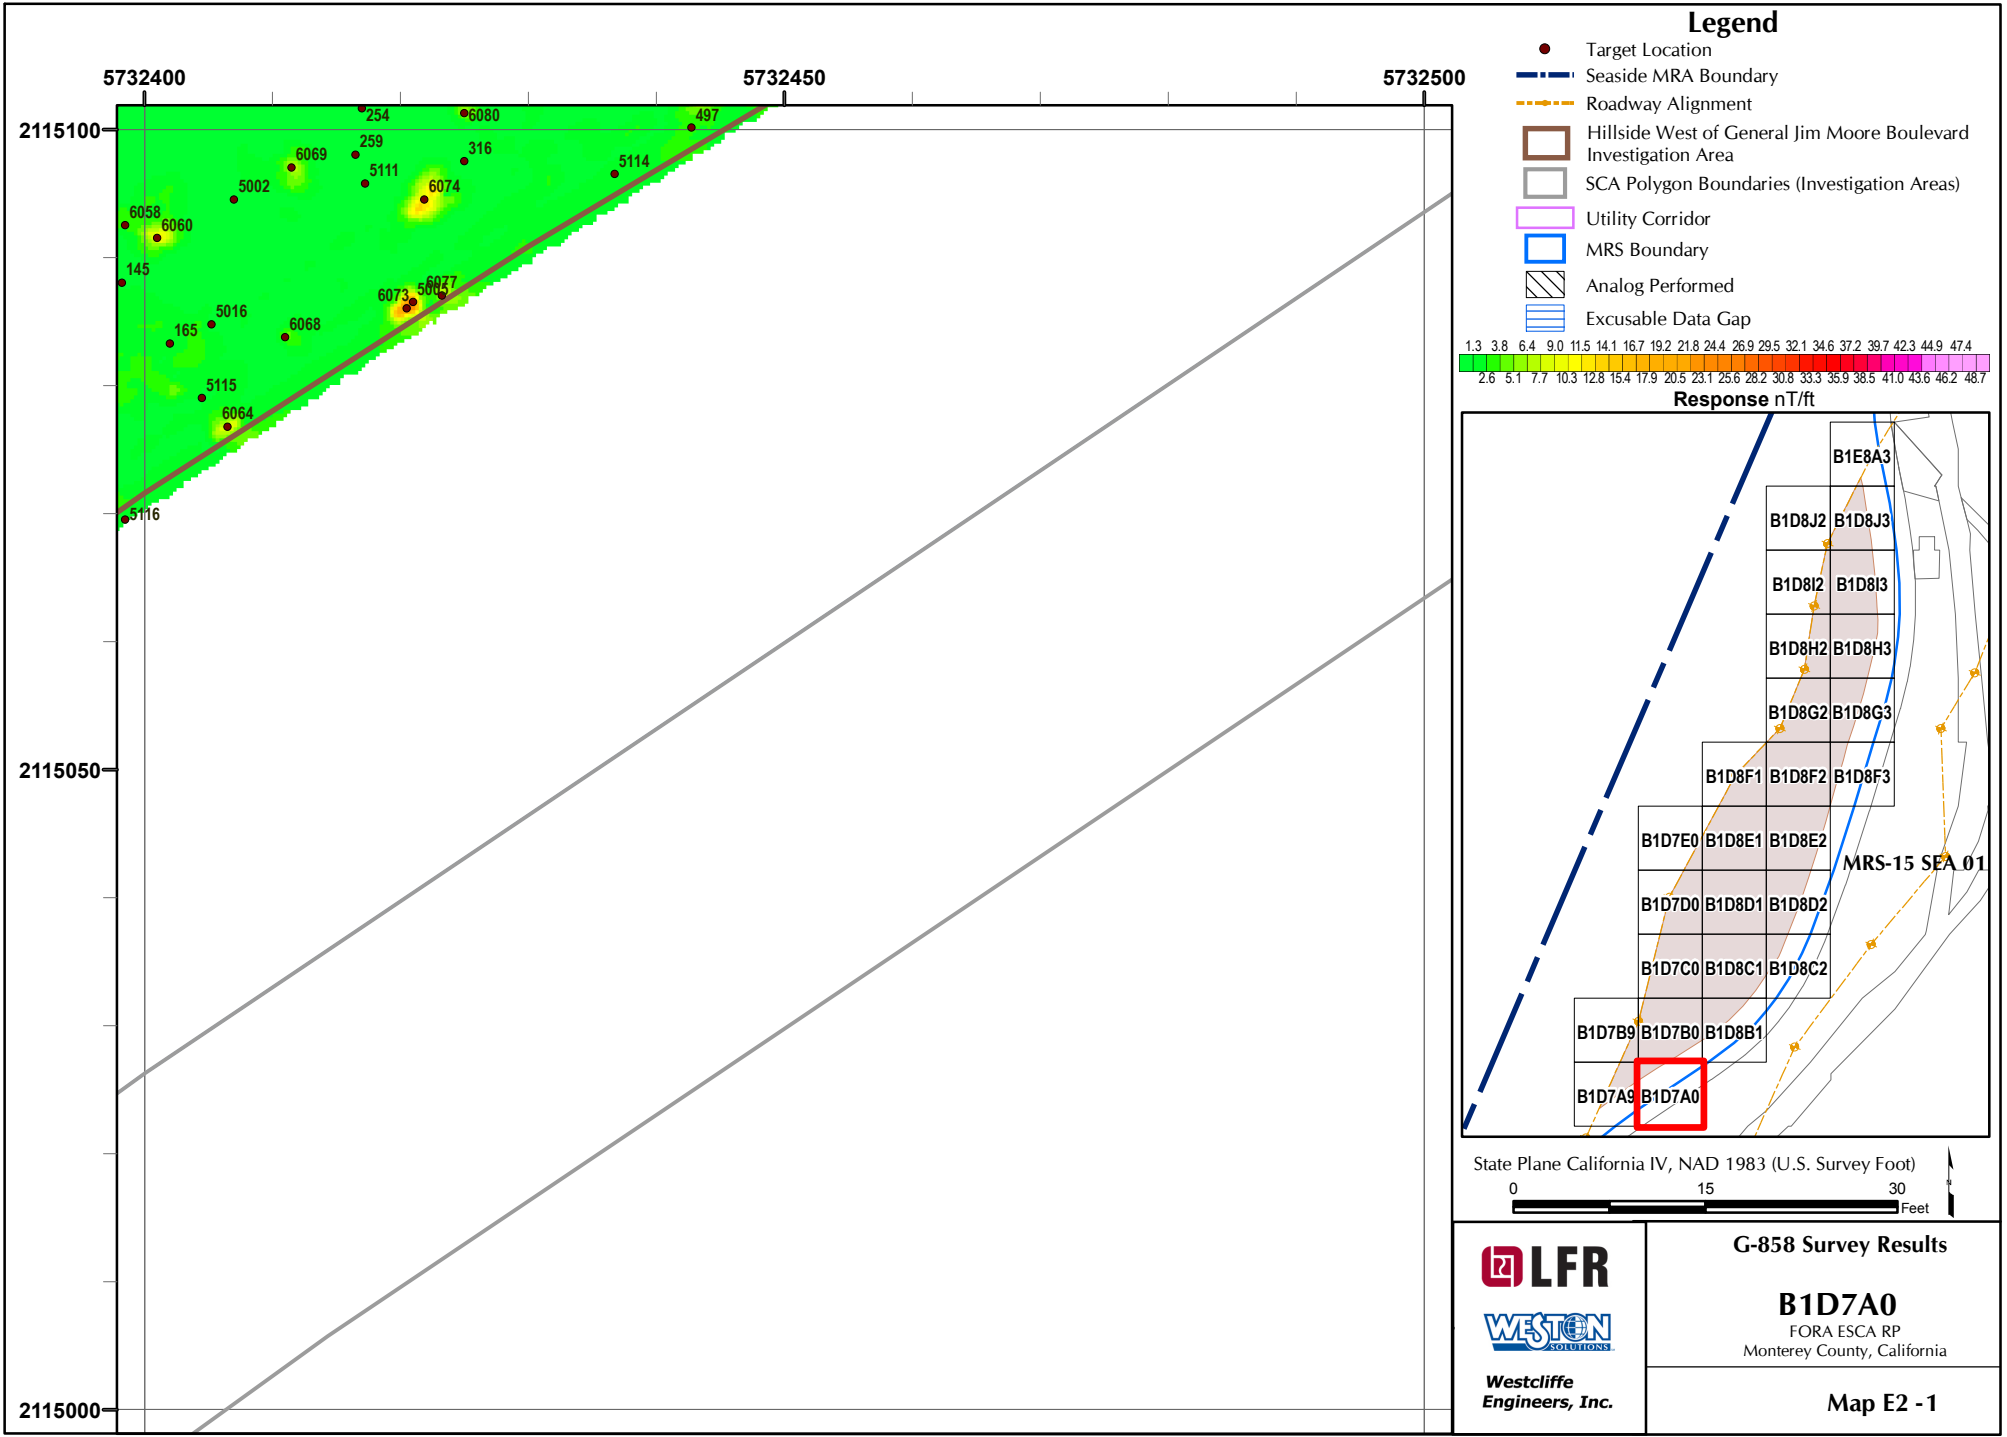 5732400
5732450
5732500
2115100
2115050
2115000
254
6080
497
259
316
6069
5111
5114
5002
6074
6058
6060
145
6077
6073
5005
5016
165
6068
5115
6064
5116
Legend
Target Location
Seaside MRA Boundary
Roadway Alignment
Hillside West of General Jim Moore Boulevard
Investigation Area
SCA Polygon Boundaries (Investigation Areas)
Utility Corridor
MRS Boundary
Analog Performed
Excusable Data Gap
1.3 3.8 6.4 9.0 11.5 14.1 16.7 19.2 21.8 24.4 26.9 29.5 32.1 34.6 37.2 39.7 42.3 44.9 47.4
2.6 5.1 7.7 10.3 12.8 15.4 17.9 20.5 23.1 25.6 28.2 30.8 33.3 35.9 38.5 41.0 43.6 46.2 48.7
Response nT/ft
B1E8A3
B1D8J2 B1D8J3
B1D8I2 B1D8I3
B1D8H2 B1D8H3
B1D8G2 B1D8G3
B1D8F1 B1D8F2 B1D8F3
B1D7E0 B1D8E1 B1D8E2
MRS-15 SEA 01
B1D7D0 B1D8D1 B1D8D2
B1D7C0 B1D8C1 B1D8C2
B1D7B9 B1D7B0 B1D8B1
B1D7A9 B1D7A0
State Plane California IV, NAD 1983 (U.S. Survey Foot)
0 15 30
Feet
N
LFR
WESTON
SOLUTIONS
Westcliffe
Engineers, Inc.
G-858 Survey Results
B1D7A0
FORA ESCA RP
Monterey County, California
Map E2 -1